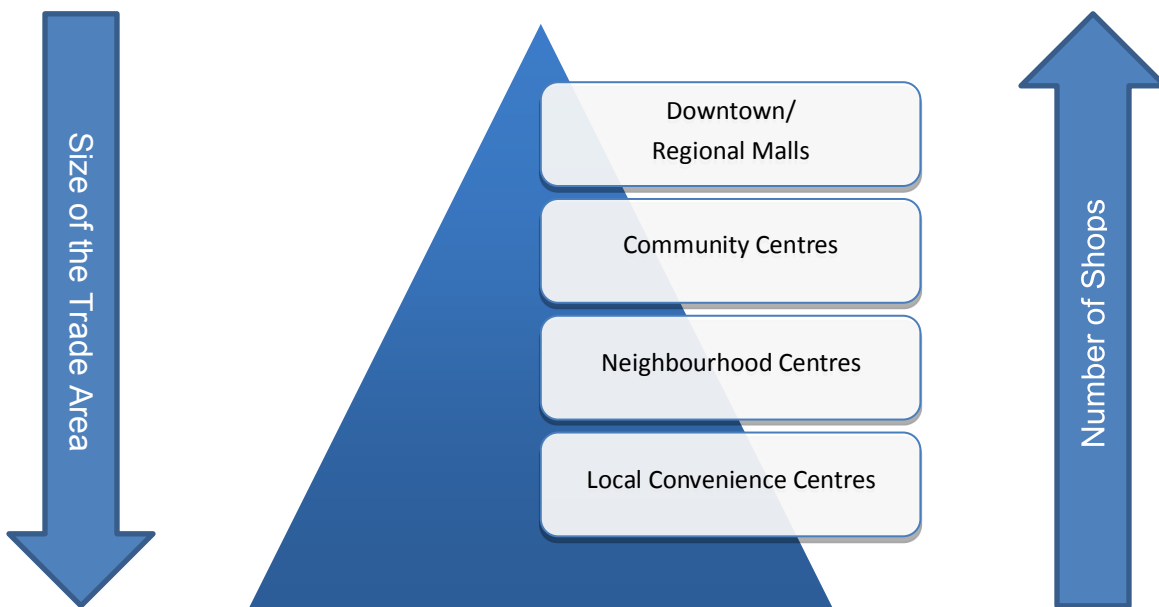 Size of the Trade Area
Downtown/
Regional Malls
Community Centres
Neighbourhood Centres
Local Convenience Centres
Number of Shops